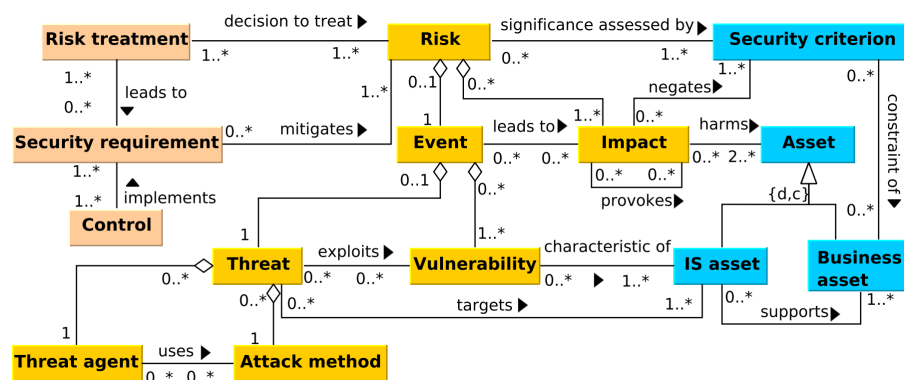 decision to treat
significance assessed by
Risk treatment
Risk
Security criterion
1..*
1..*
0..*
1..*
1..*
0..1
0..*
1..*
0..*
leads to
1..*
negates
0..*
1
1..*
0..*
constraint of
Security requirement
0..*
mitigates
Event
leads to
Impact
harms
Asset
0..*
0..*
0..*
2..*
1..*
0..1
0..*
0..*
0..*
implements
provokes
{d,c}
1..*
Control
0..*
1
1..*
Threat
exploits
Vulnerability
characteristic of
IS asset
Business
asset
0..*
0..*
0..*
0..*
1..*
0..*
0..*
targets
1..*
0..*
supports
1..*
1
1
Threat agent
uses
Attack method
0..*
0..*